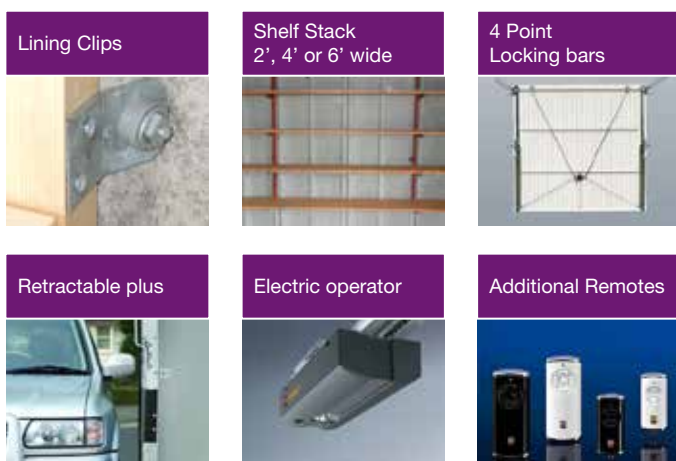 Lining Clips
Shelf Stack
2’, 4’ or 6’ wide
4 Point
Locking bars
Retractable plus
Electric operator
Additional Remotes